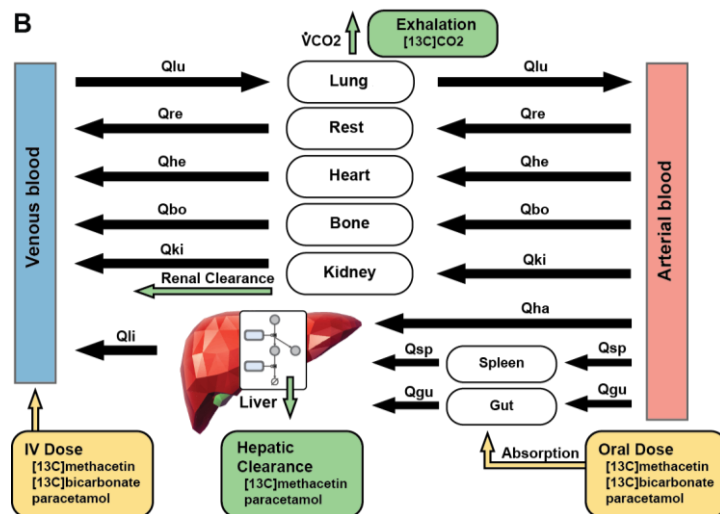 B
V̇CO2
Exhalation
[13C]CO2
Venous blood
Qlu
Lung
Qlu
Qre
Rest
Qre
Qhe
Heart
Qhe
Qbo
Bone
Qbo
Qki
Kidney
Qki
Renal Clearance
Arterial blood
Qha
Qli
Qsp
Spleen
Qsp
Qgu
Gut
Qgu
Liver
IV Dose
[13C]methacetin
[13C]bicarbonate
paracetamol
Hepatic
Clearance
[13C]methacetin
paracetamol
Absorption
Oral Dose
[13C]methacetin
[13C]bicarbonate
paracetamol